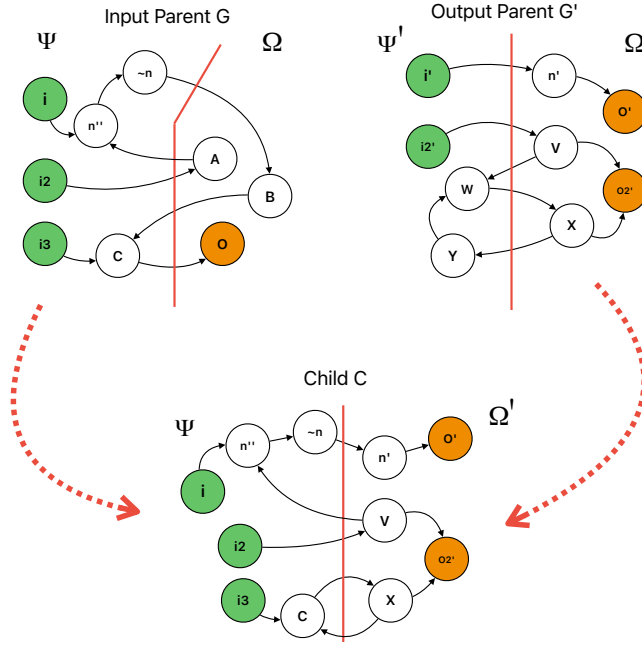 Input Parent G
Output Parent G'
Ψ
Ω
Ψ'
Ω
~n
i
n''
A
i2
B
i3
C
O
i'
n'
O'
i2'
V
W
O2'
X
Y
Child C
Ψ
Ω'
n''
~n
n'
O'
i
V
i2
O2'
i3
C
X